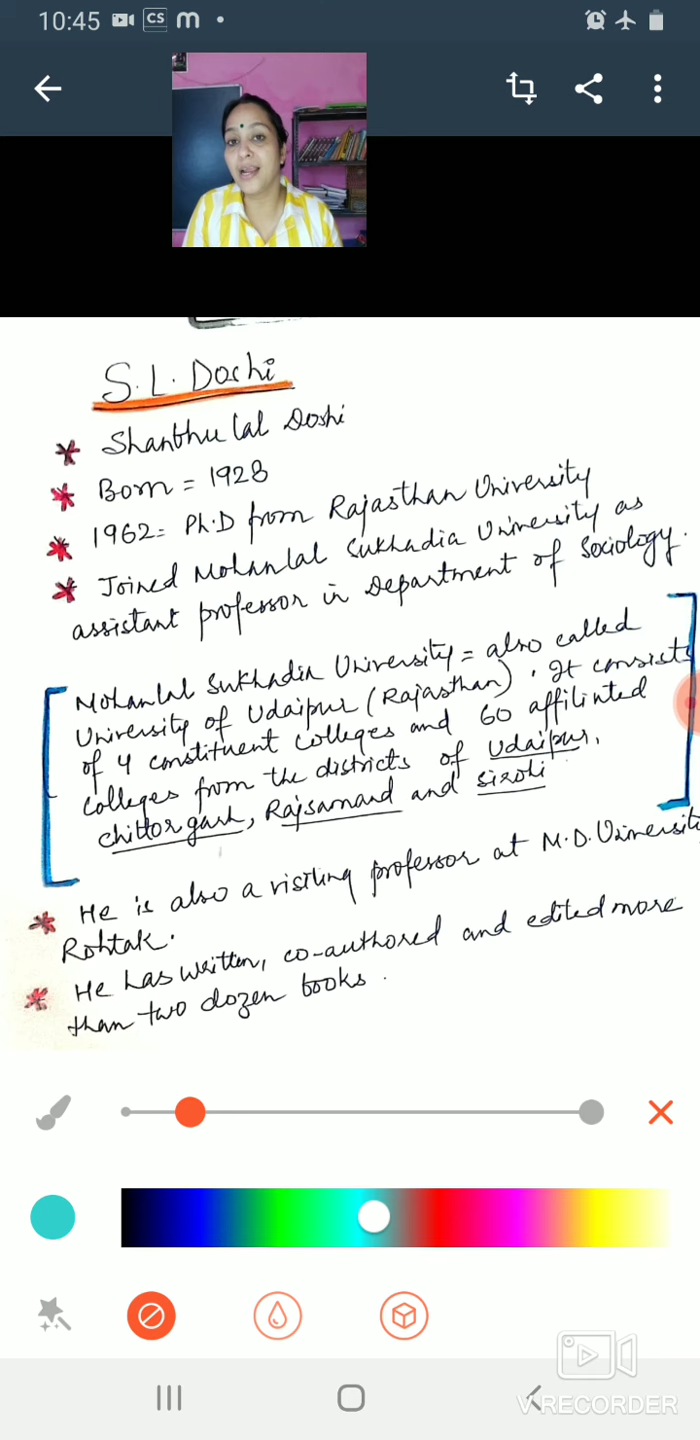 10:45 CS m
S.L. Doshi
* Shanbhu lal Doshi
* Born = 1928
* 1962= Ph.D from Rajasthan University
* Joined Mohanlal Sukhadia University as
assistant professor in Department of Sociology.
Mohanlal Sukhadia University = also called
University of Udaipur (Rajasthan). It consists
of 4 constituent colleges and 60 affilinted
colleges from the districts of Udaipur,
chittorgarh, Rajsamand and Sirohi
* He is also a visiting professor at M.D. University
Rohtak.
* He has written, co-authored and edited more
than two dozen books.
V RECORDER